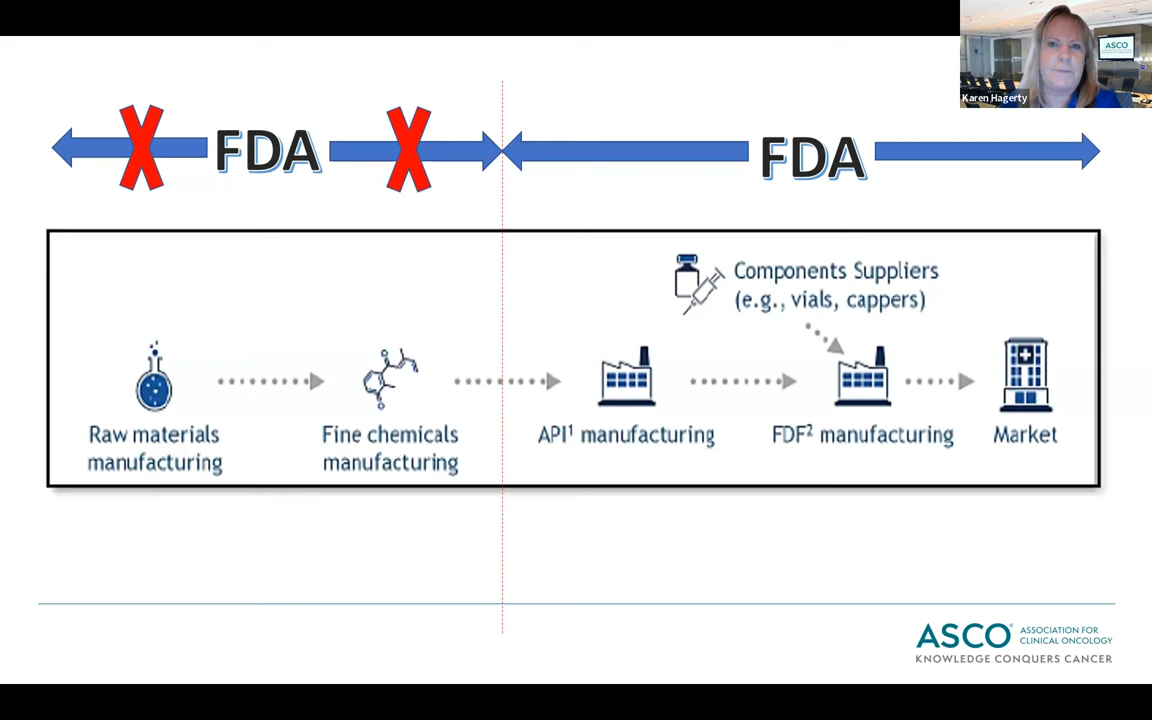 ASCO
Karen Hagerty
FDA
FDA
Components Suppliers
(e.g., vials, cappers)
Raw materials
manufacturing
Fine chemicals
manufacturing
API¹ manufacturing
FDF² manufacturing
Market
ASCO® ASSOCIATION FOR
CLINICAL ONCOLOGY
KNOWLEDGE CONQUERS CANCER